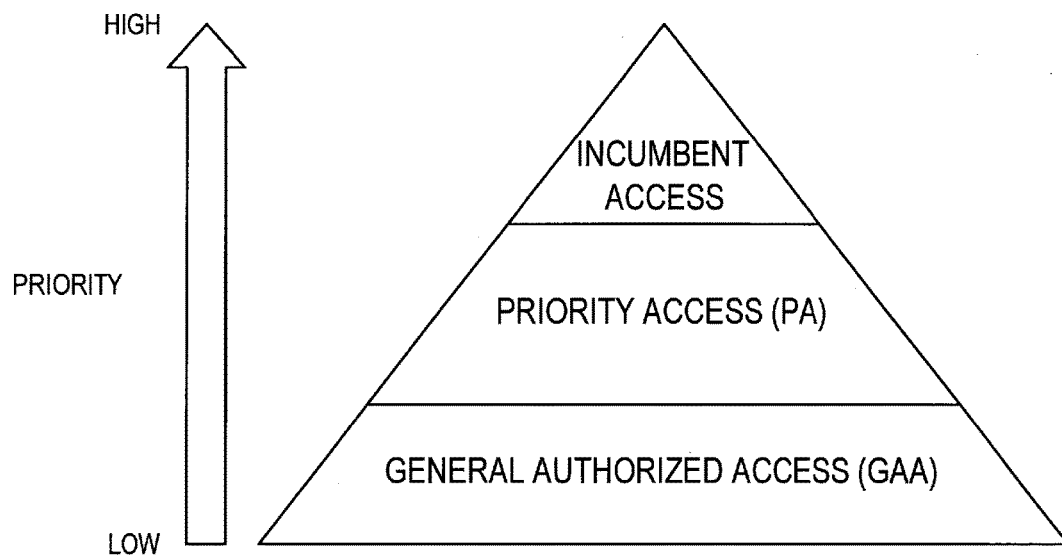 HIGH
INCUMBENT
ACCESS
PRIORITY
PRIORITY ACCESS (PA)
GENERAL AUTHORIZED ACCESS (GAA)
LOW